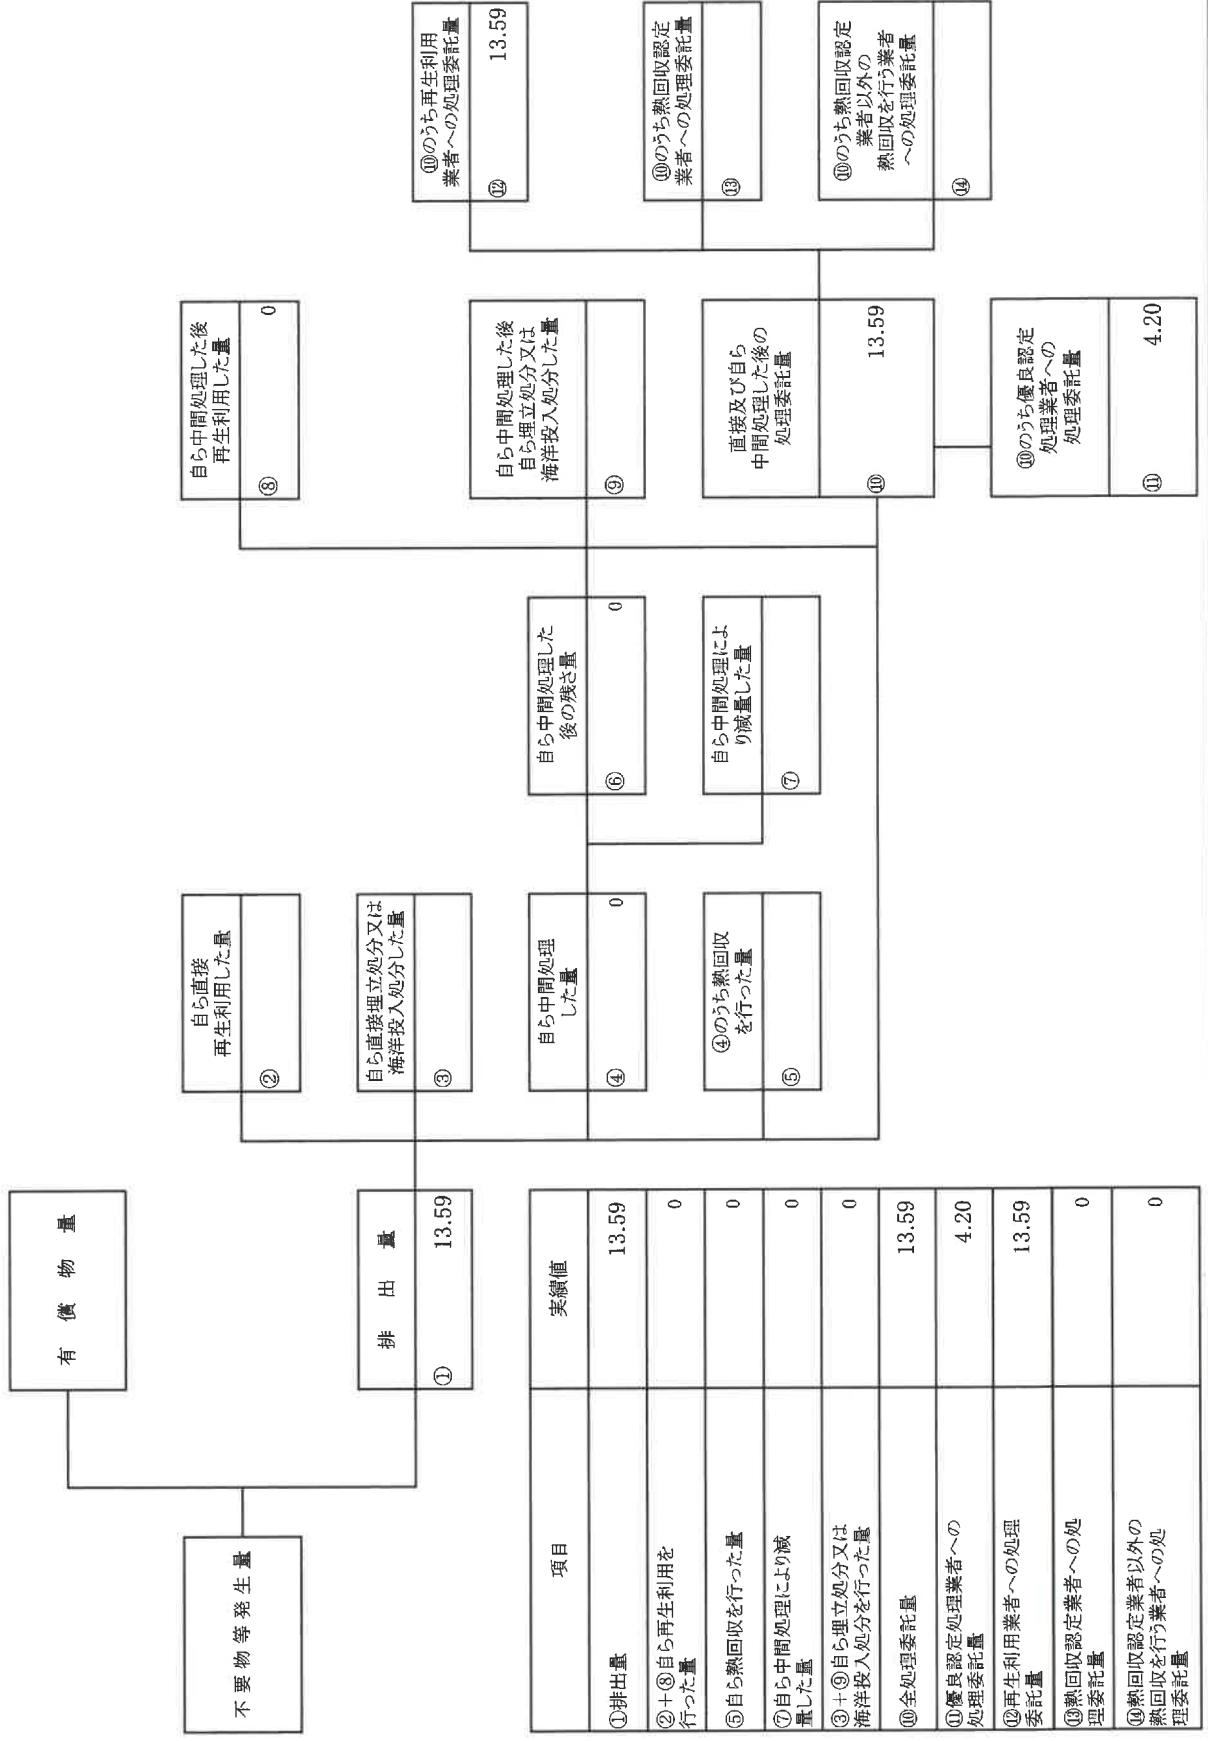 不要物等発生量
有償物量
排出量
① 13.59
自ら直接
再生利用した量
②
自ら直接埋立処分又は
海洋投入処分した量
③
自ら中間処理
した量
④ 0
④のうち熱回収
を行った量
⑤
自ら中間処理した
後の残さ量
⑥ 0
自ら中間処理によ
り減量した量
⑦
自ら中間処理した後
再生利用した量
⑧ 0
自ら中間処理した後
自ら埋立処分又は
海洋投入処分した量
⑨
直接及び自ら
中間処理した後の
処理委託量
⑩ 13.59
⑩のうち優良認定
処理業者への
処理委託量
⑪ 4.20
⑩のうち再生利用
業者への処理委託量
⑫ 13.59
⑩のうち熱回収認定
業者への処理委託量
⑬
⑩のうち熱回収認定
業者以外の
熱回収を行う業者
への処理委託量
⑭
項目 実績値
①排出量 13.59
②+⑧自ら再生利用を
行った量 0
⑤自ら熱回収を行った量 0
⑦自ら中間処理により減
量した量 0
③+⑨自ら埋立処分又は
海洋投入処分を行った量 0
⑩全処理委託量 13.59
⑪優良認定処理業者への
処理委託量 4.20
⑫再生利用業者への処理
委託量 13.59
⑬熱回収認定業者への処
理委託量 0
⑭熱回収認定業者以外の
熱回収を行う業者への処
理委託量 0